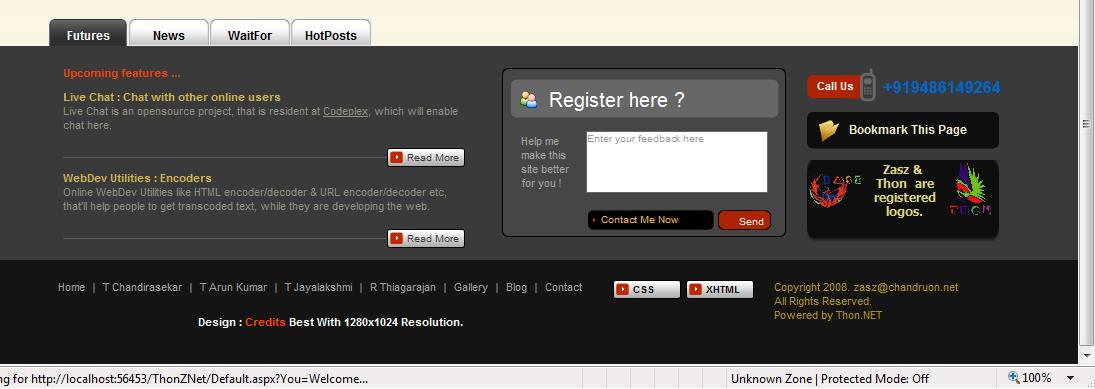 Futures News WaitFor HotPosts
Upcoming features ...
Live Chat : Chat with other online users
Live Chat is an opensource project, that is resident at Codeplex, which will enable
chat here.
Read More
WebDev Utilities : Encoders
Online WebDev Utilities like HTML encoder/decoder & URL encoder/decoder etc,
that'll help people to get transcoded text, while they are developing the web.
Read More
Register here ?
Help me
make this
site better
for you !
Enter your feedback here
Contact Me Now
Send
Call Us +919486149264
Bookmark This Page
Zasz &
Thon are
registered
logos.
THON
Home | T Chandirasekar | T Arun Kumar | T Jayalakshmi | R Thiagarajan | Gallery | Blog | Contact
Design : Credits Best With 1280x1024 Resolution.
CSS XHTML
Copyright 2008. zasz@chandruon.net
All Rights Reserved.
Powered by Thon.NET
ng for http://localhost:56453/ThonZNet/Default.aspx?You=Welcome...
Unknown Zone | Protected Mode: Off
100%